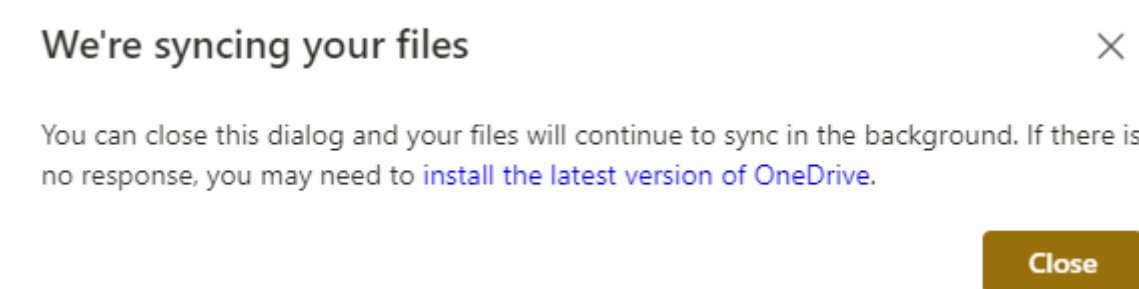 We're syncing your files
You can close this dialog and your files will continue to sync in the background. If there is
no response, you may need to install the latest version of OneDrive.
Close